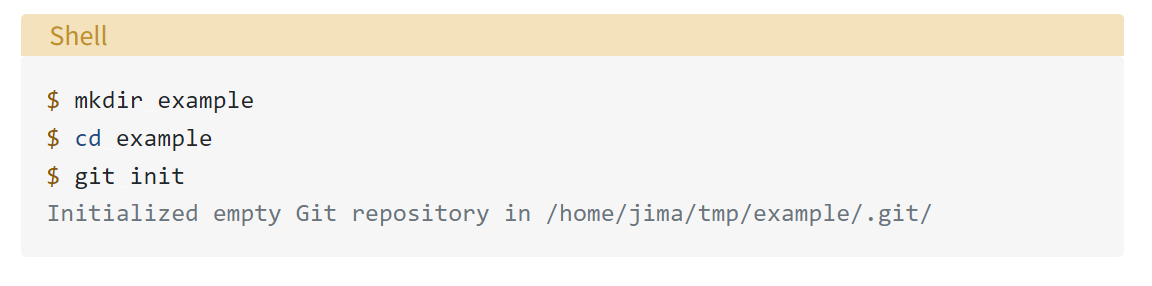 Shell
$ mkdir example
$ cd example
$ git init
Initialized empty Git repository in /home/jima/tmp/example/.git/